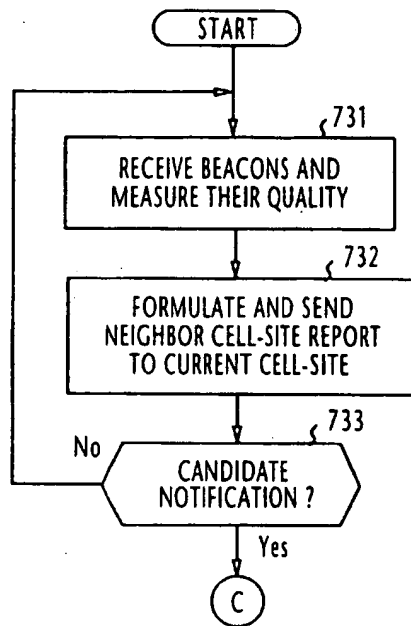 START
731
RECEIVE BEACONS AND
MEASURE THEIR QUALITY
732
FORMULATE AND SEND
NEIGHBOR CELL-SITE REPORT
TO CURRENT CELL-SITE
733
No
CANDIDATE
NOTIFICATION ?
Yes
C